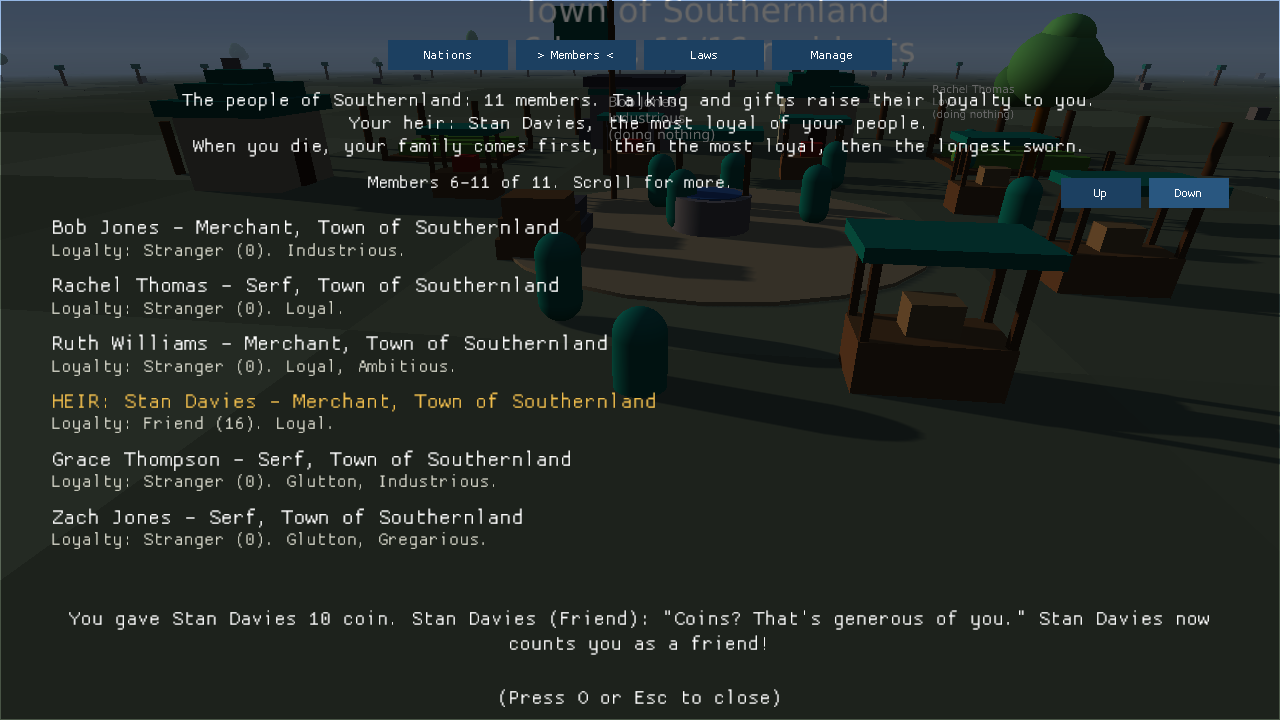 Town of Southernland
Nations
> Members <
Laws
Manage
The people of Southernland: 11 members. Talking and gifts raise their loyalty to you.
Your heir: Stan Davies, the most loyal of your people.
When you die, your family comes first, then the most loyal, then the longest sworn.
Rachel Thomas
(doing nothing)
Bob Jones
Industrious
(doing nothing)
Members 6-11 of 11. Scroll for more.
Up
Down
Bob Jones - Merchant, Town of Southernland
Loyalty: Stranger (0). Industrious.
Rachel Thomas - Serf, Town of Southernland
Loyalty: Stranger (0). Loyal.
Ruth Williams - Merchant, Town of Southernland
Loyalty: Stranger (0). Loyal, Ambitious.
HEIR: Stan Davies - Merchant, Town of Southernland
Loyalty: Friend (16). Loyal.
Grace Thompson - Serf, Town of Southernland
Loyalty: Stranger (0). Glutton, Industrious.
Zach Jones - Serf, Town of Southernland
Loyalty: Stranger (0). Glutton, Gregarious.
You gave Stan Davies 10 coin. Stan Davies (Friend): "Coins? That's generous of you." Stan Davies now
counts you as a friend!
(Press O or Esc to close)